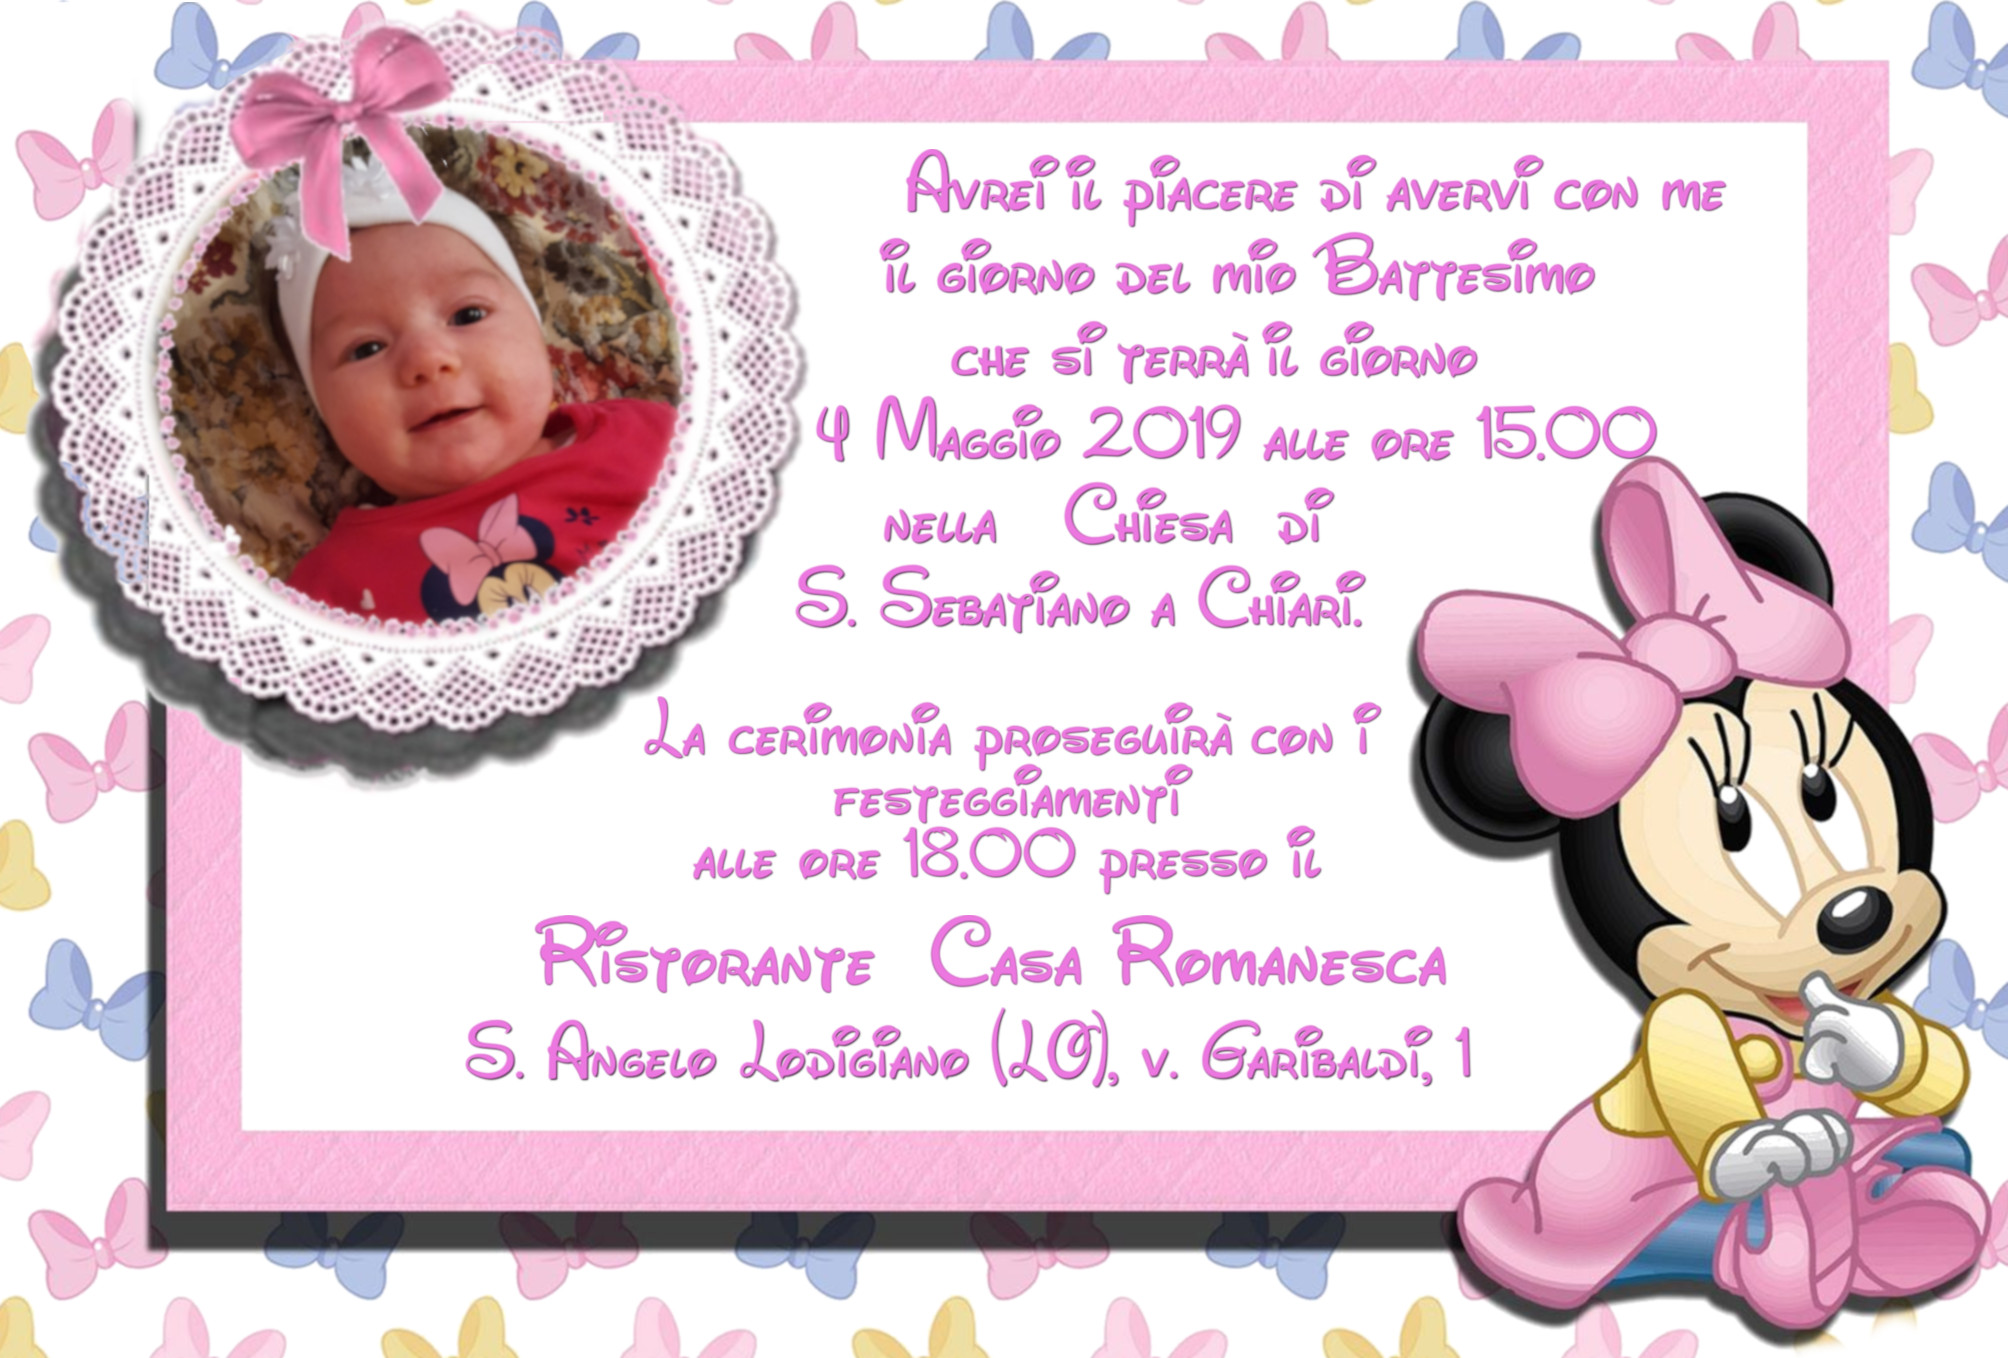 Avrei il piacere di avervi con me
il giorno del mio Battesimo
che si terrà il giorno
4 Maggio 2019 alle ore 15.00
nella Chiesa di
S. Sebatiano a Chiari.
La cerimonia proseguirà con i
festeggiamenti
alle ore 18.00 presso il
Ristorante Casa Romanesca
S. Angelo Lodigiano (LO), v. Garibaldi, 1